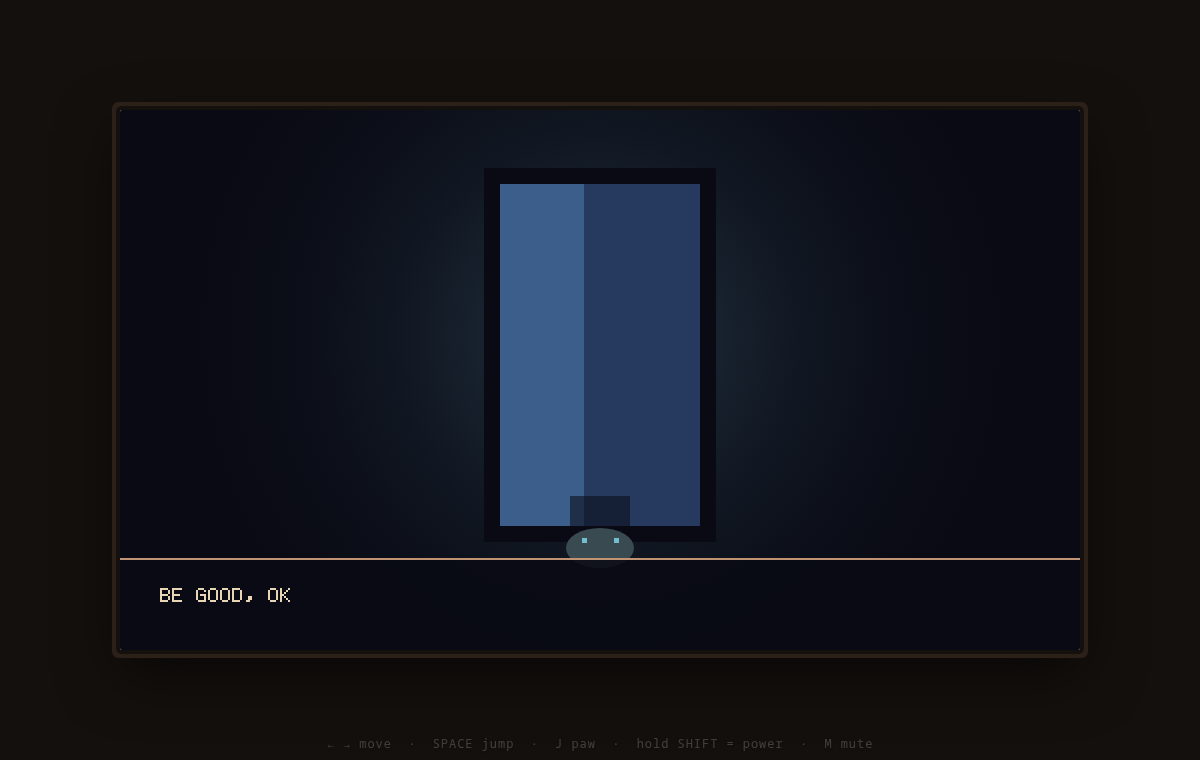 BE GOOD, OK
← → move · SPACE jump · J paw · hold SHIFT = power · M mute